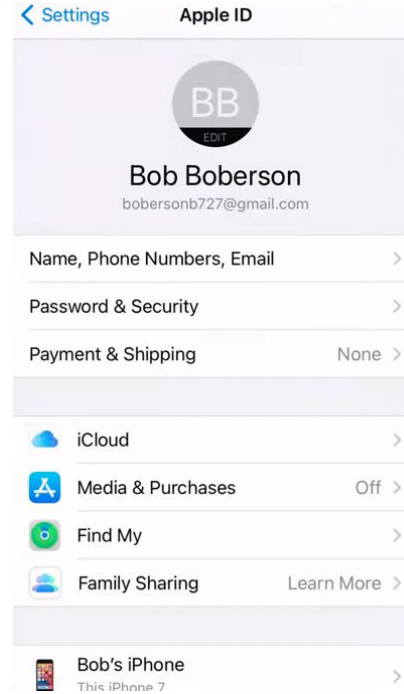 Settings
Apple ID
BB
EDIT
Bob Boberson
bobersonb727@gmail.com
Name, Phone Numbers, Email
Password & Security
Payment & Shipping None
iCloud
Media & Purchases Off
Find My
Family Sharing Learn More
Bob's iPhone
This iPhone 7